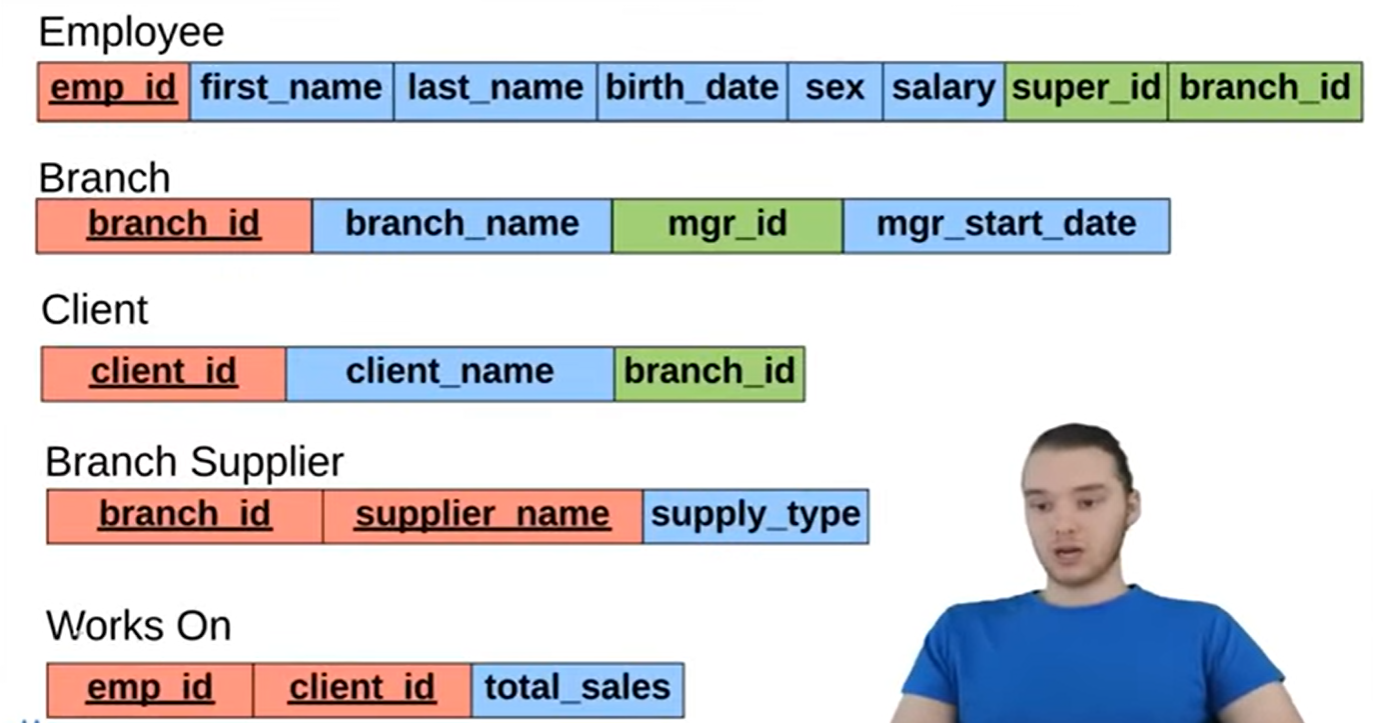 Employee
emp_id first_name last_name birth_date sex salary super_id branch_id
Branch
branch_id branch_name mgr_id mgr_start_date
Client
client_id client_name branch_id
Branch Supplier
branch_id supplier_name supply_type
Works On
emp_id client_id total_sales